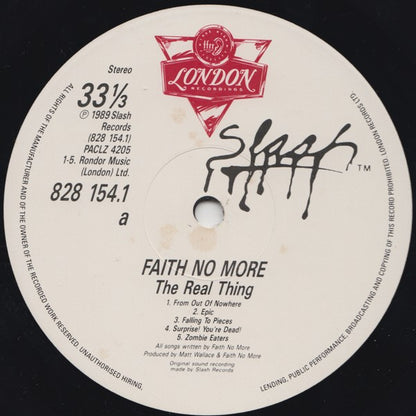 ffrr
LONDON
RECORDINGS
Stereo
33 1/3
Ⓟ 1989 Slash
Records
(828 154.1)
PACLZ 4205
1-5. Rondor Music
(London) Ltd.
828 154.1
a
Slash
TM
FAITH NO MORE
The Real Thing
1. From Out Of Nowhere
2. Epic
3. Falling To Pieces
4. Surprise! You're Dead!
5. Zombie Eaters
All songs written by Faith No More
Produced by Matt Wallace & Faith No More
Original sound recording
made by Slash Records
ALL RIGHTS OF THE MANUFACTURER AND OF THE OWNER OF THE RECORDED WORK RESERVED. UNAUTHORISED HIRING,
LENDING, PUBLIC PERFORMANCE, BROADCASTING AND COPYING OF THIS RECORD PROHIBITED. LONDON RECORDS LTD.